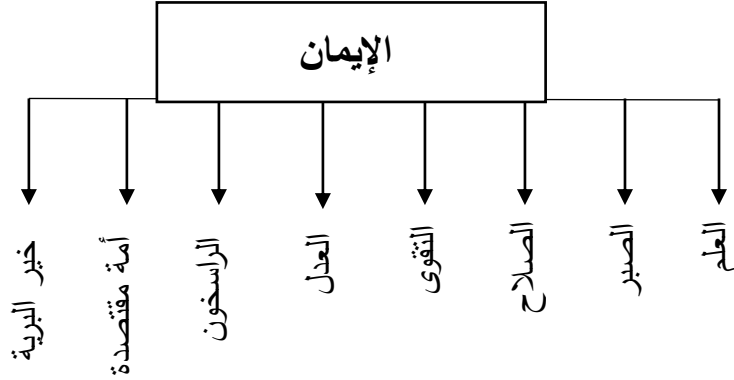 الإيمان
العلم
الصبر
الصلاح
التقوى
العدل
الراسخون
أمة مقتصدة
خير البرية